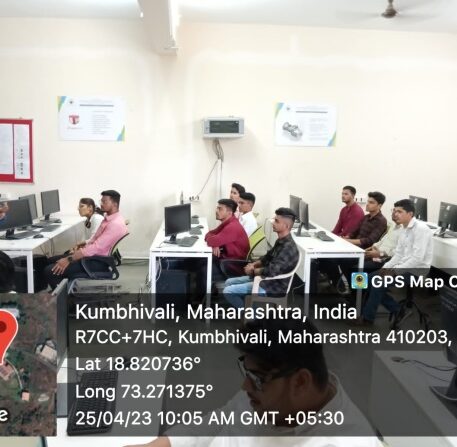 GPS Map C
Kumbhivali, Maharashtra, India
R7CC+7HC, Kumbhivali, Maharashtra 410203,
Lat 18.820736°
Long 73.271375°
25/04/23 10:05 AM GMT +05:30